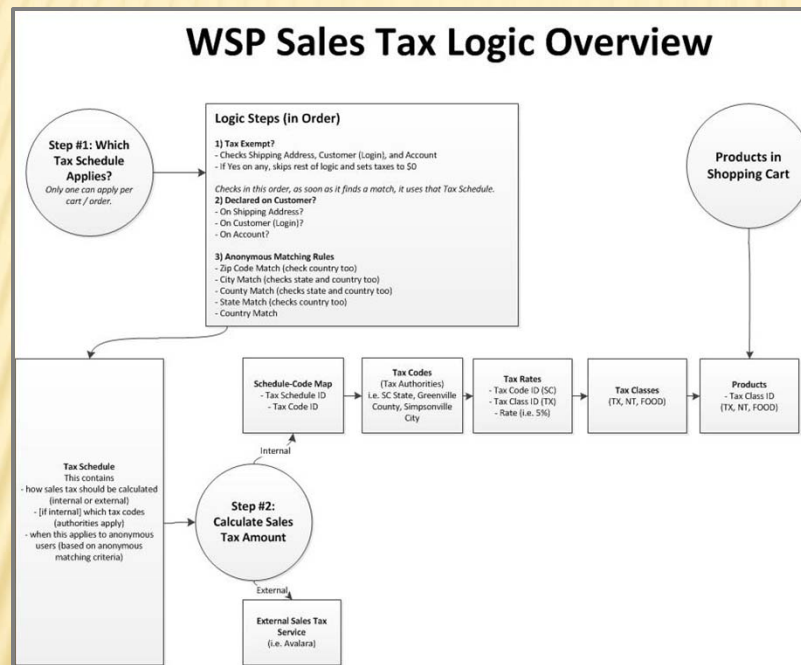 WSP Sales Tax Logic Overview
Step #1: Which
Tax Schedule
Applies?
Only one can apply per
cart / order.
Logic Steps (in Order)
1) Tax Exempt?
- Checks Shipping Address, Customer (Login), and Account
- If Yes on any, skips rest of logic and sets taxes to $0
Checks in this order, as soon as it finds a match, it uses that Tax Schedule.
2) Declared on Customer?
- On Shipping Address?
- On Customer (Login)?
- On Account?
3) Anonymous Matching Rules
- Zip Code Match (check country too)
- City Match (checks state and country too)
- County Match (checks state and country too)
- State Match (checks country too)
- Country Match
Products in
Shopping Cart
Tax Schedule
This contains
- how sales tax should be calculated
(internal or external)
- [if internal] which tax codes
(authorities apply)
- when this applies to anonymous
users (based on anonymous
matching criteria)
Step #2:
Calculate Sales
Tax Amount
Internal
Schedule-Code Map
- Tax Schedule ID
- Tax Code ID
Tax Codes
(Tax Authorities)
i.e. SC State, Greenville
County, Simpsonville
City
Tax Rates
- Tax Code ID (SC)
- Tax Class ID (TX)
- Rate (i.e. 5%)
Tax Classes
(TX, NT, FOOD)
Products
- Tax Class ID
(TX, NT, FOOD)
External
External Sales Tax
Service
(i.e. Avalara)